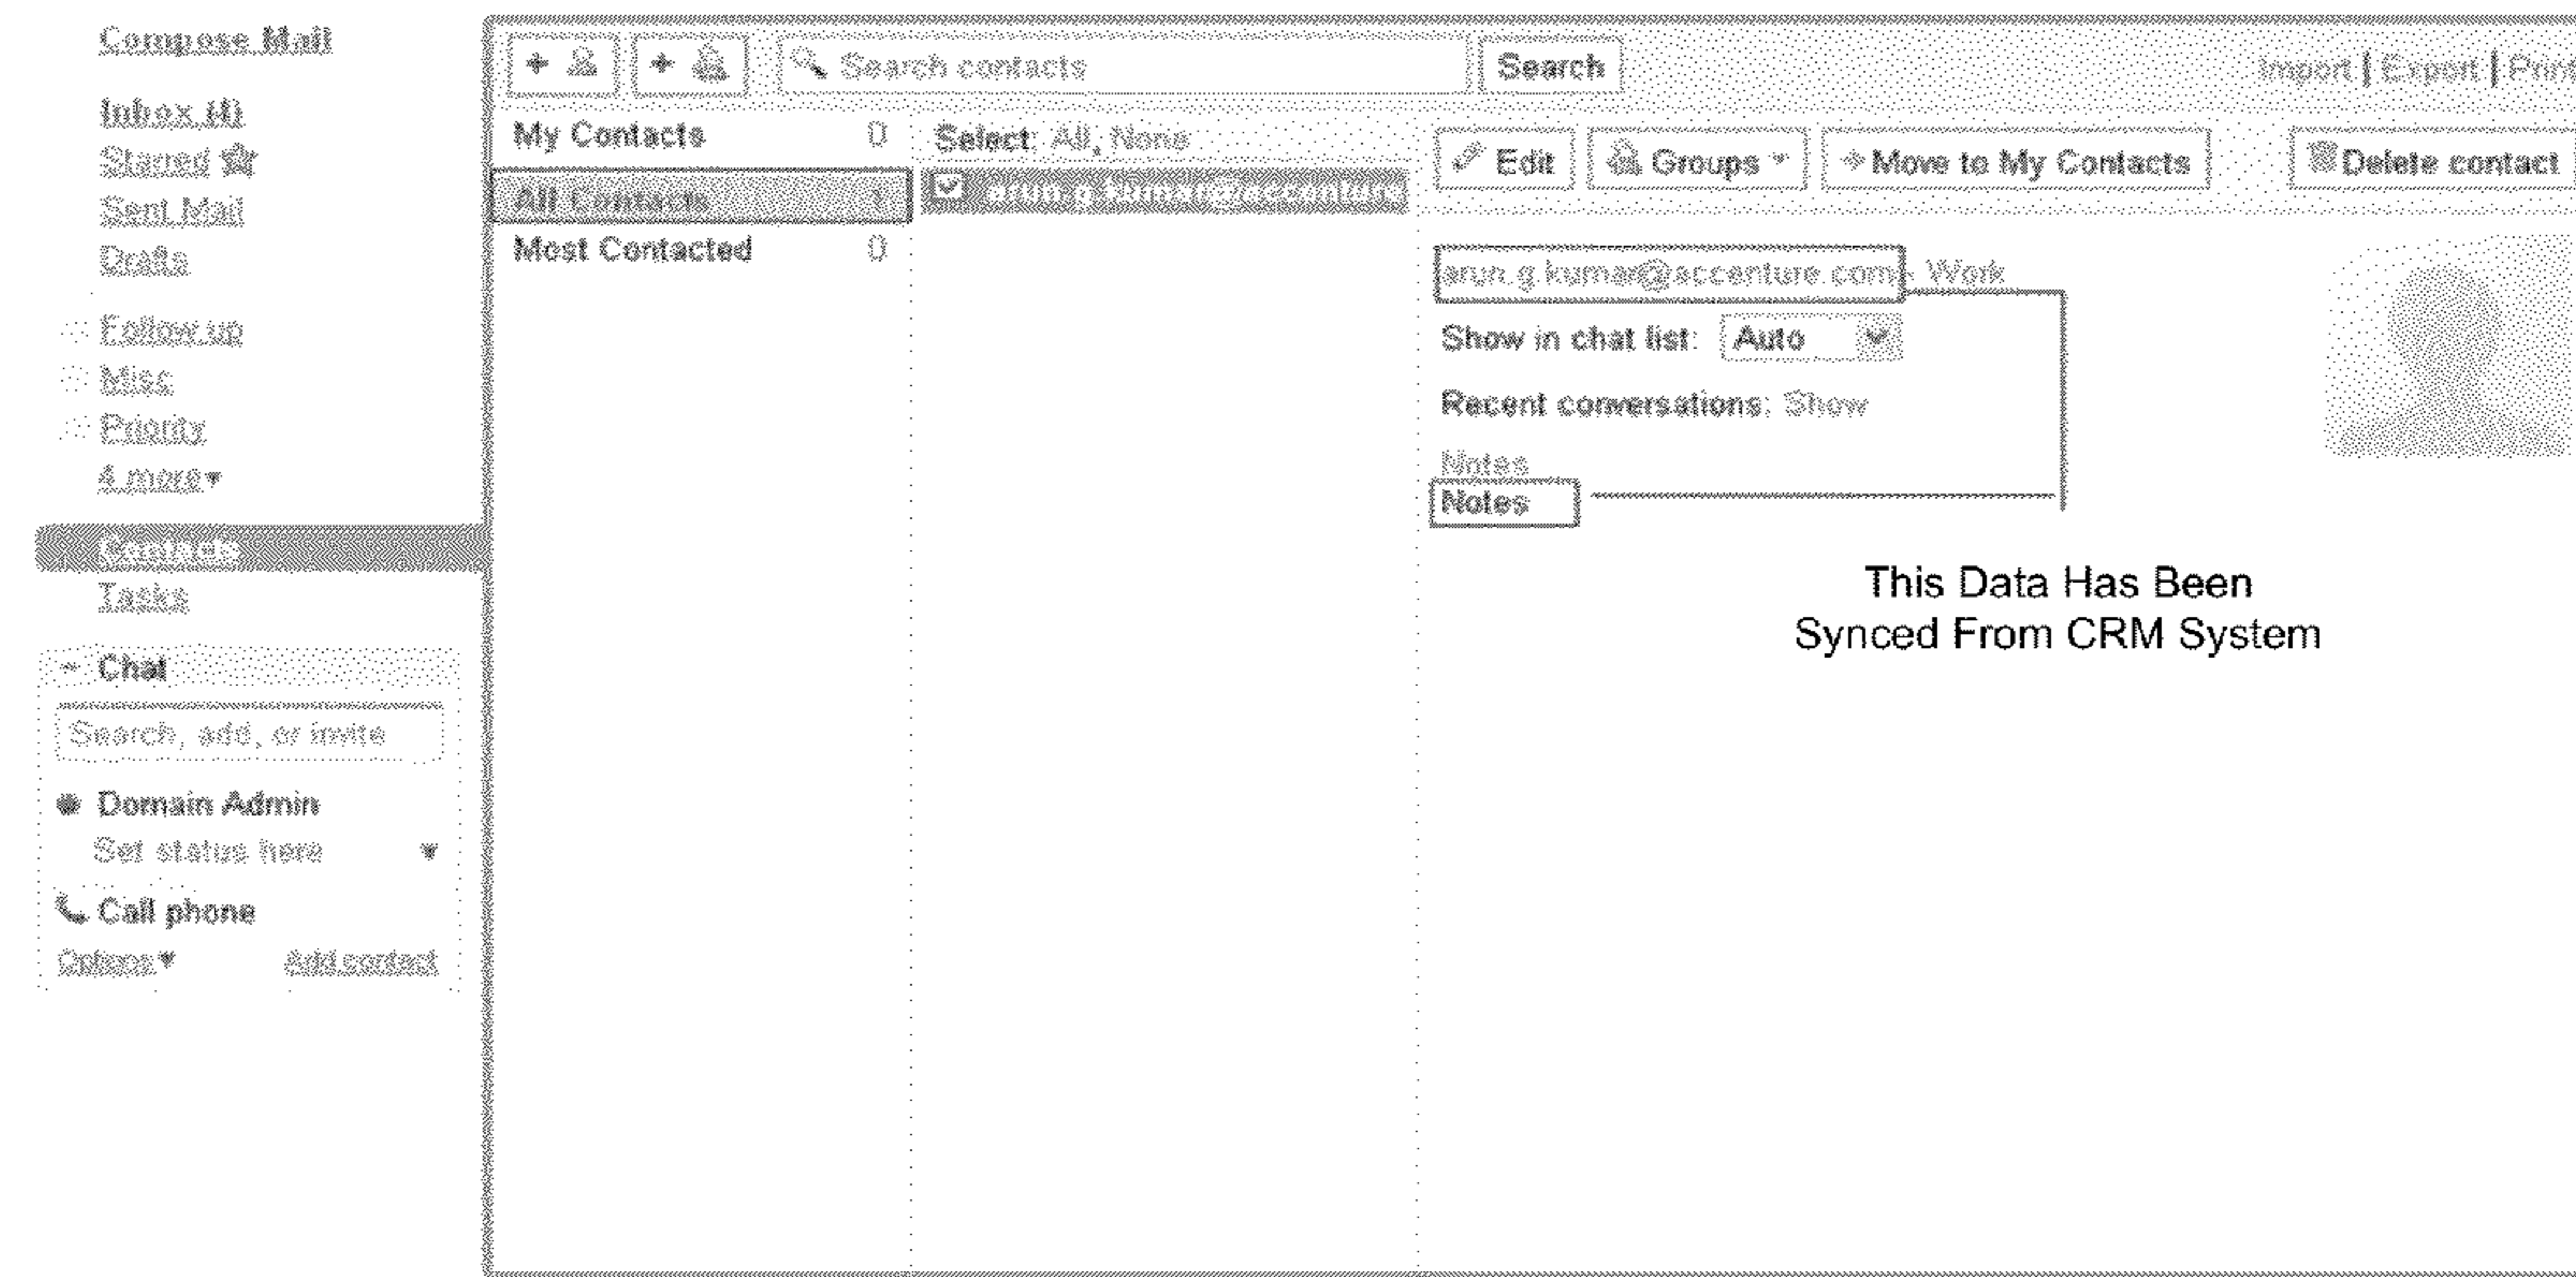 Compose Mail
Inbox (4)
Starred
Sent Mail
Drafts
Follow up
Misc
Priority
4 more
Contacts
Tasks
Chat
Search, add, or invite
Domain Admin
Set status here
Call phone
Options Add contact
Search contacts Search Import | Export | Print
My Contacts 0
All Contacts 1
Most Contacted 0
Select: All, None
arun.g.kumar@accenture
Edit Groups Move to My Contacts Delete contact
arun.g.kumar@accenture.com - Work
Show in chat list: Auto
Recent conversations: Show
Notes
Notes
This Data Has Been
Synced From CRM System